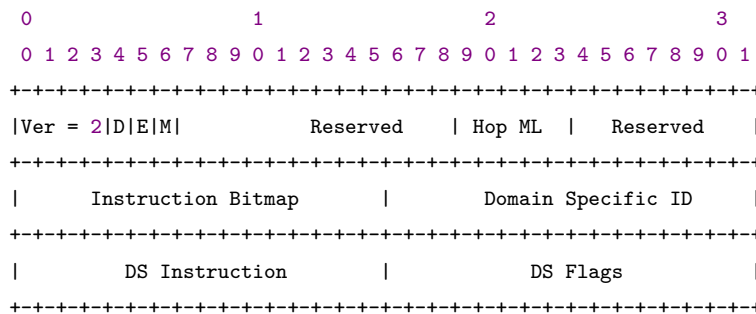 0                   1                   2                   3
0 1 2 3 4 5 6 7 8 9 0 1 2 3 4 5 6 7 8 9 0 1 2 3 4 5 6 7 8 9 0 1
+-+-+-+-+-+-+-+-+-+-+-+-+-+-+-+-+-+-+-+-+-+-+-+-+-+-+-+-+-+-+-+-+
|Ver = 2|D|E|M|           Reserved    | Hop ML  |   Reserved    |
+-+-+-+-+-+-+-+-+-+-+-+-+-+-+-+-+-+-+-+-+-+-+-+-+-+-+-+-+-+-+-+-+
|      Instruction Bitmap       |        Domain Specific ID     |
+-+-+-+-+-+-+-+-+-+-+-+-+-+-+-+-+-+-+-+-+-+-+-+-+-+-+-+-+-+-+-+-+
|         DS Instruction        |            DS Flags           |
+-+-+-+-+-+-+-+-+-+-+-+-+-+-+-+-+-+-+-+-+-+-+-+-+-+-+-+-+-+-+-+-+